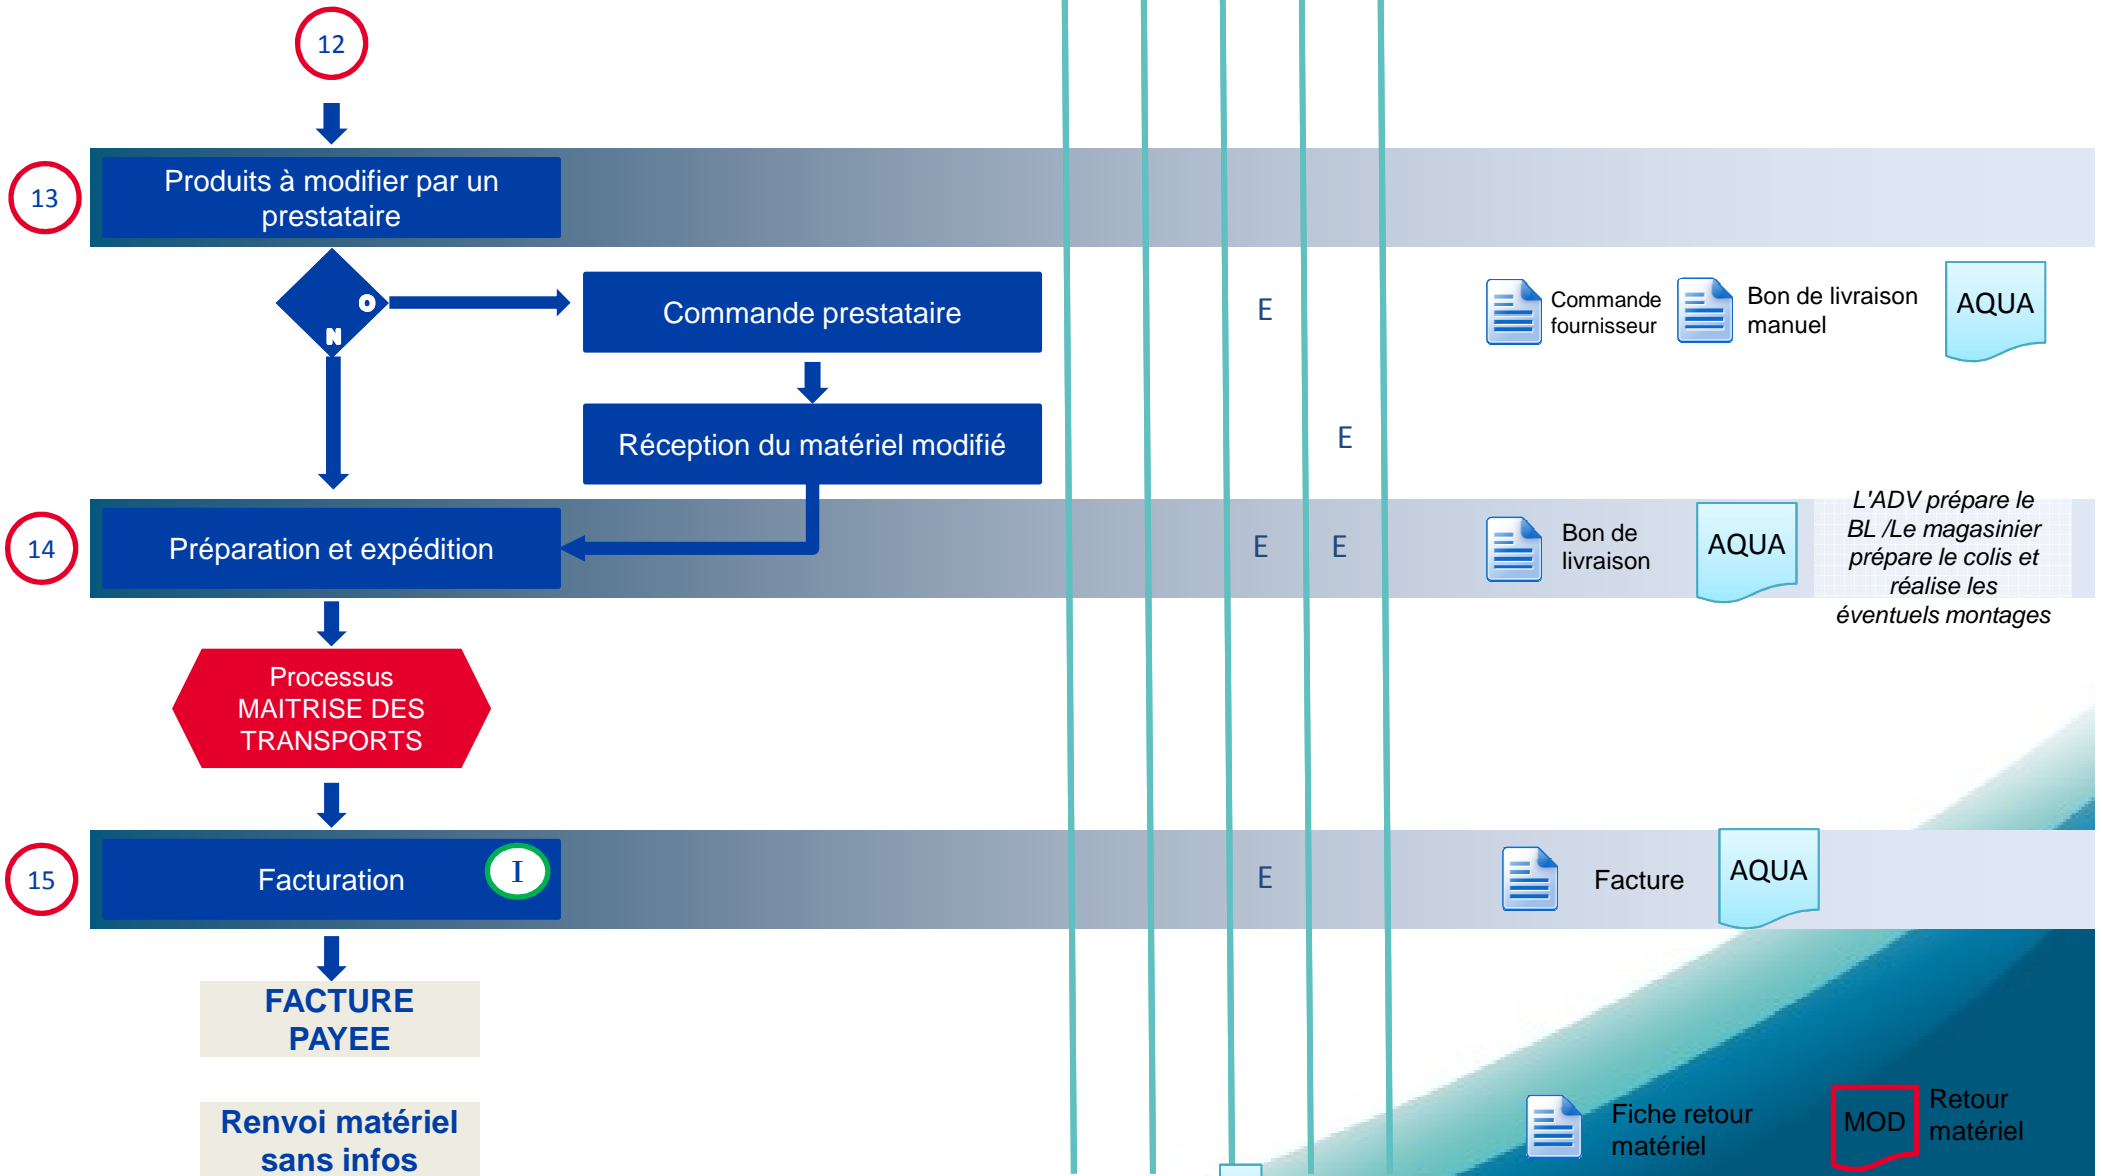 12
13
Produits à modifier par un
prestataire
O
N
Commande prestataire
E
Commande
fournisseur
Bon de livraison
manuel
AQUA
Réception du matériel modifié
E
14
Préparation et expédition
E
E
Bon de
livraison
AQUA
L'ADV prépare le
BL /Le magasinier
prépare le colis et
réalise les
éventuels montages
Processus
MAITRISE DES
TRANSPORTS
15
Facturation
I
E
Facture
AQUA
FACTURE
PAYEE
Renvoi matériel
sans infos
Fiche retour
matériel
MOD
Retour
matériel